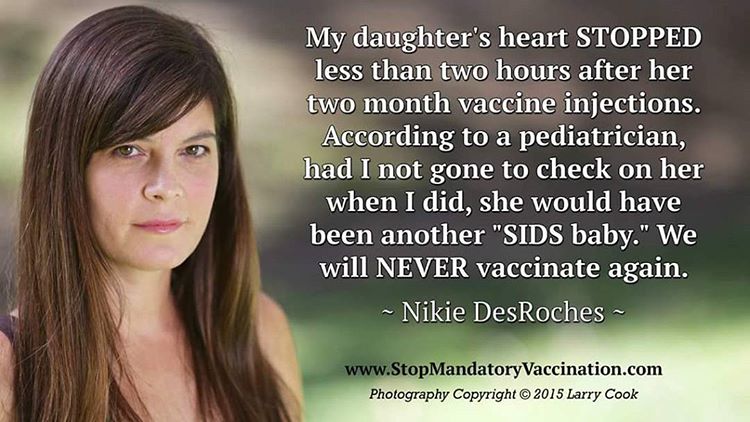 My daughter's heart STOPPED
less than two hours after her
two month vaccine injections.
According to a pediatrician,
had I not gone to check on her
when I did, she would have
been another "SIDS baby." We
will NEVER vaccinate again.
~ Nikie DesRoches ~
www.StopMandatoryVaccination.com
Photography Copyright © 2015 Larry Cook